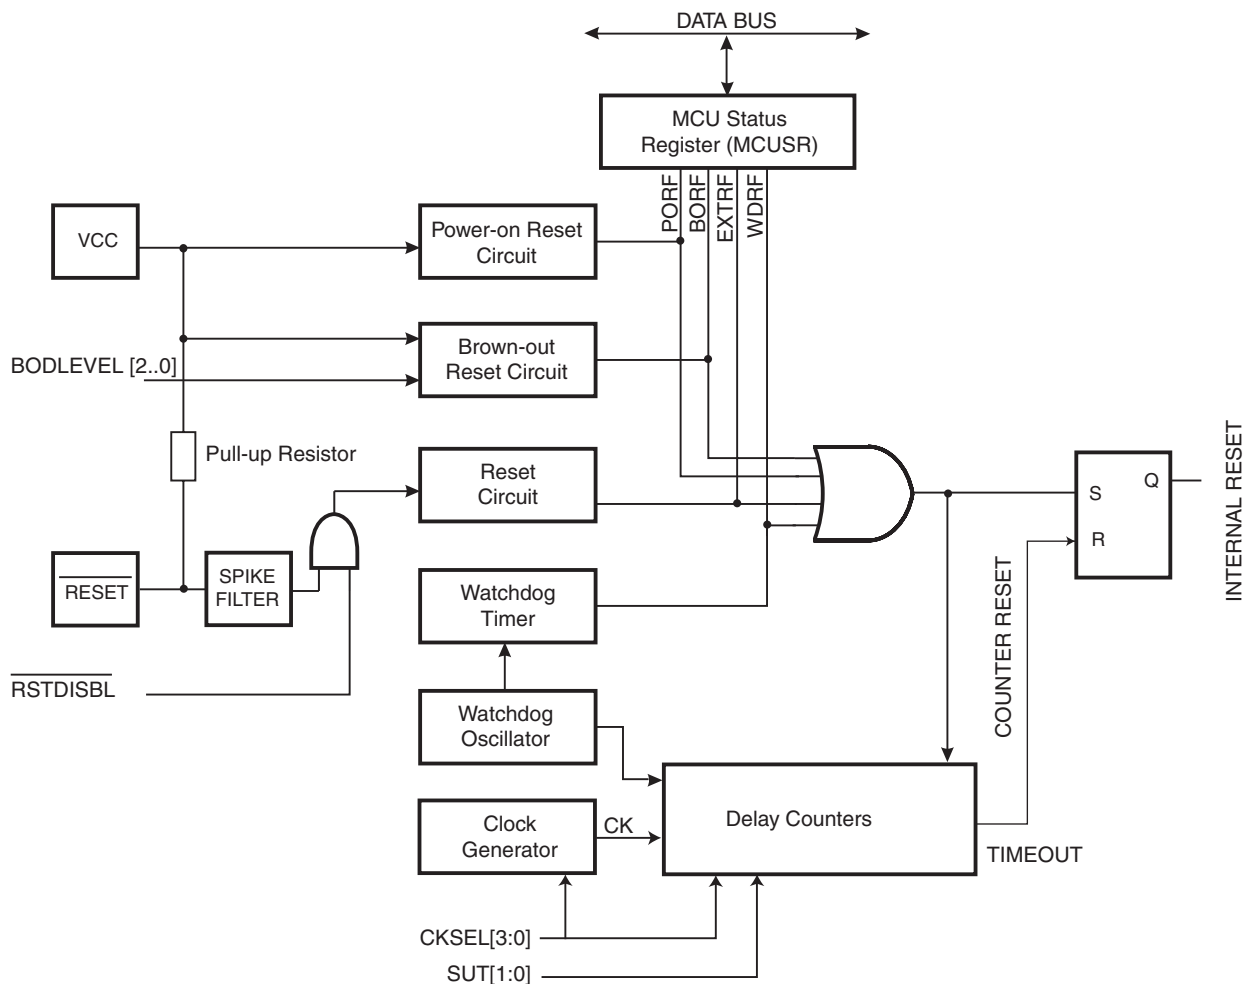 DATA BUS
MCU Status
Register (MCUSR)
PORF
BORF
EXTRF
WDRF
VCC
Power-on Reset
Circuit
BODLEVEL [2..0]
Brown-out
Reset Circuit
Pull-up Resistor
Reset
Circuit
RESET
SPIKE
FILTER
RSTDISBL
Watchdog
Timer
Watchdog
Oscillator
Clock
Generator
CK
Delay Counters
CKSEL[3:0]
SUT[1:0]
TIMEOUT
COUNTER RESET
S
R
Q
INTERNAL RESET